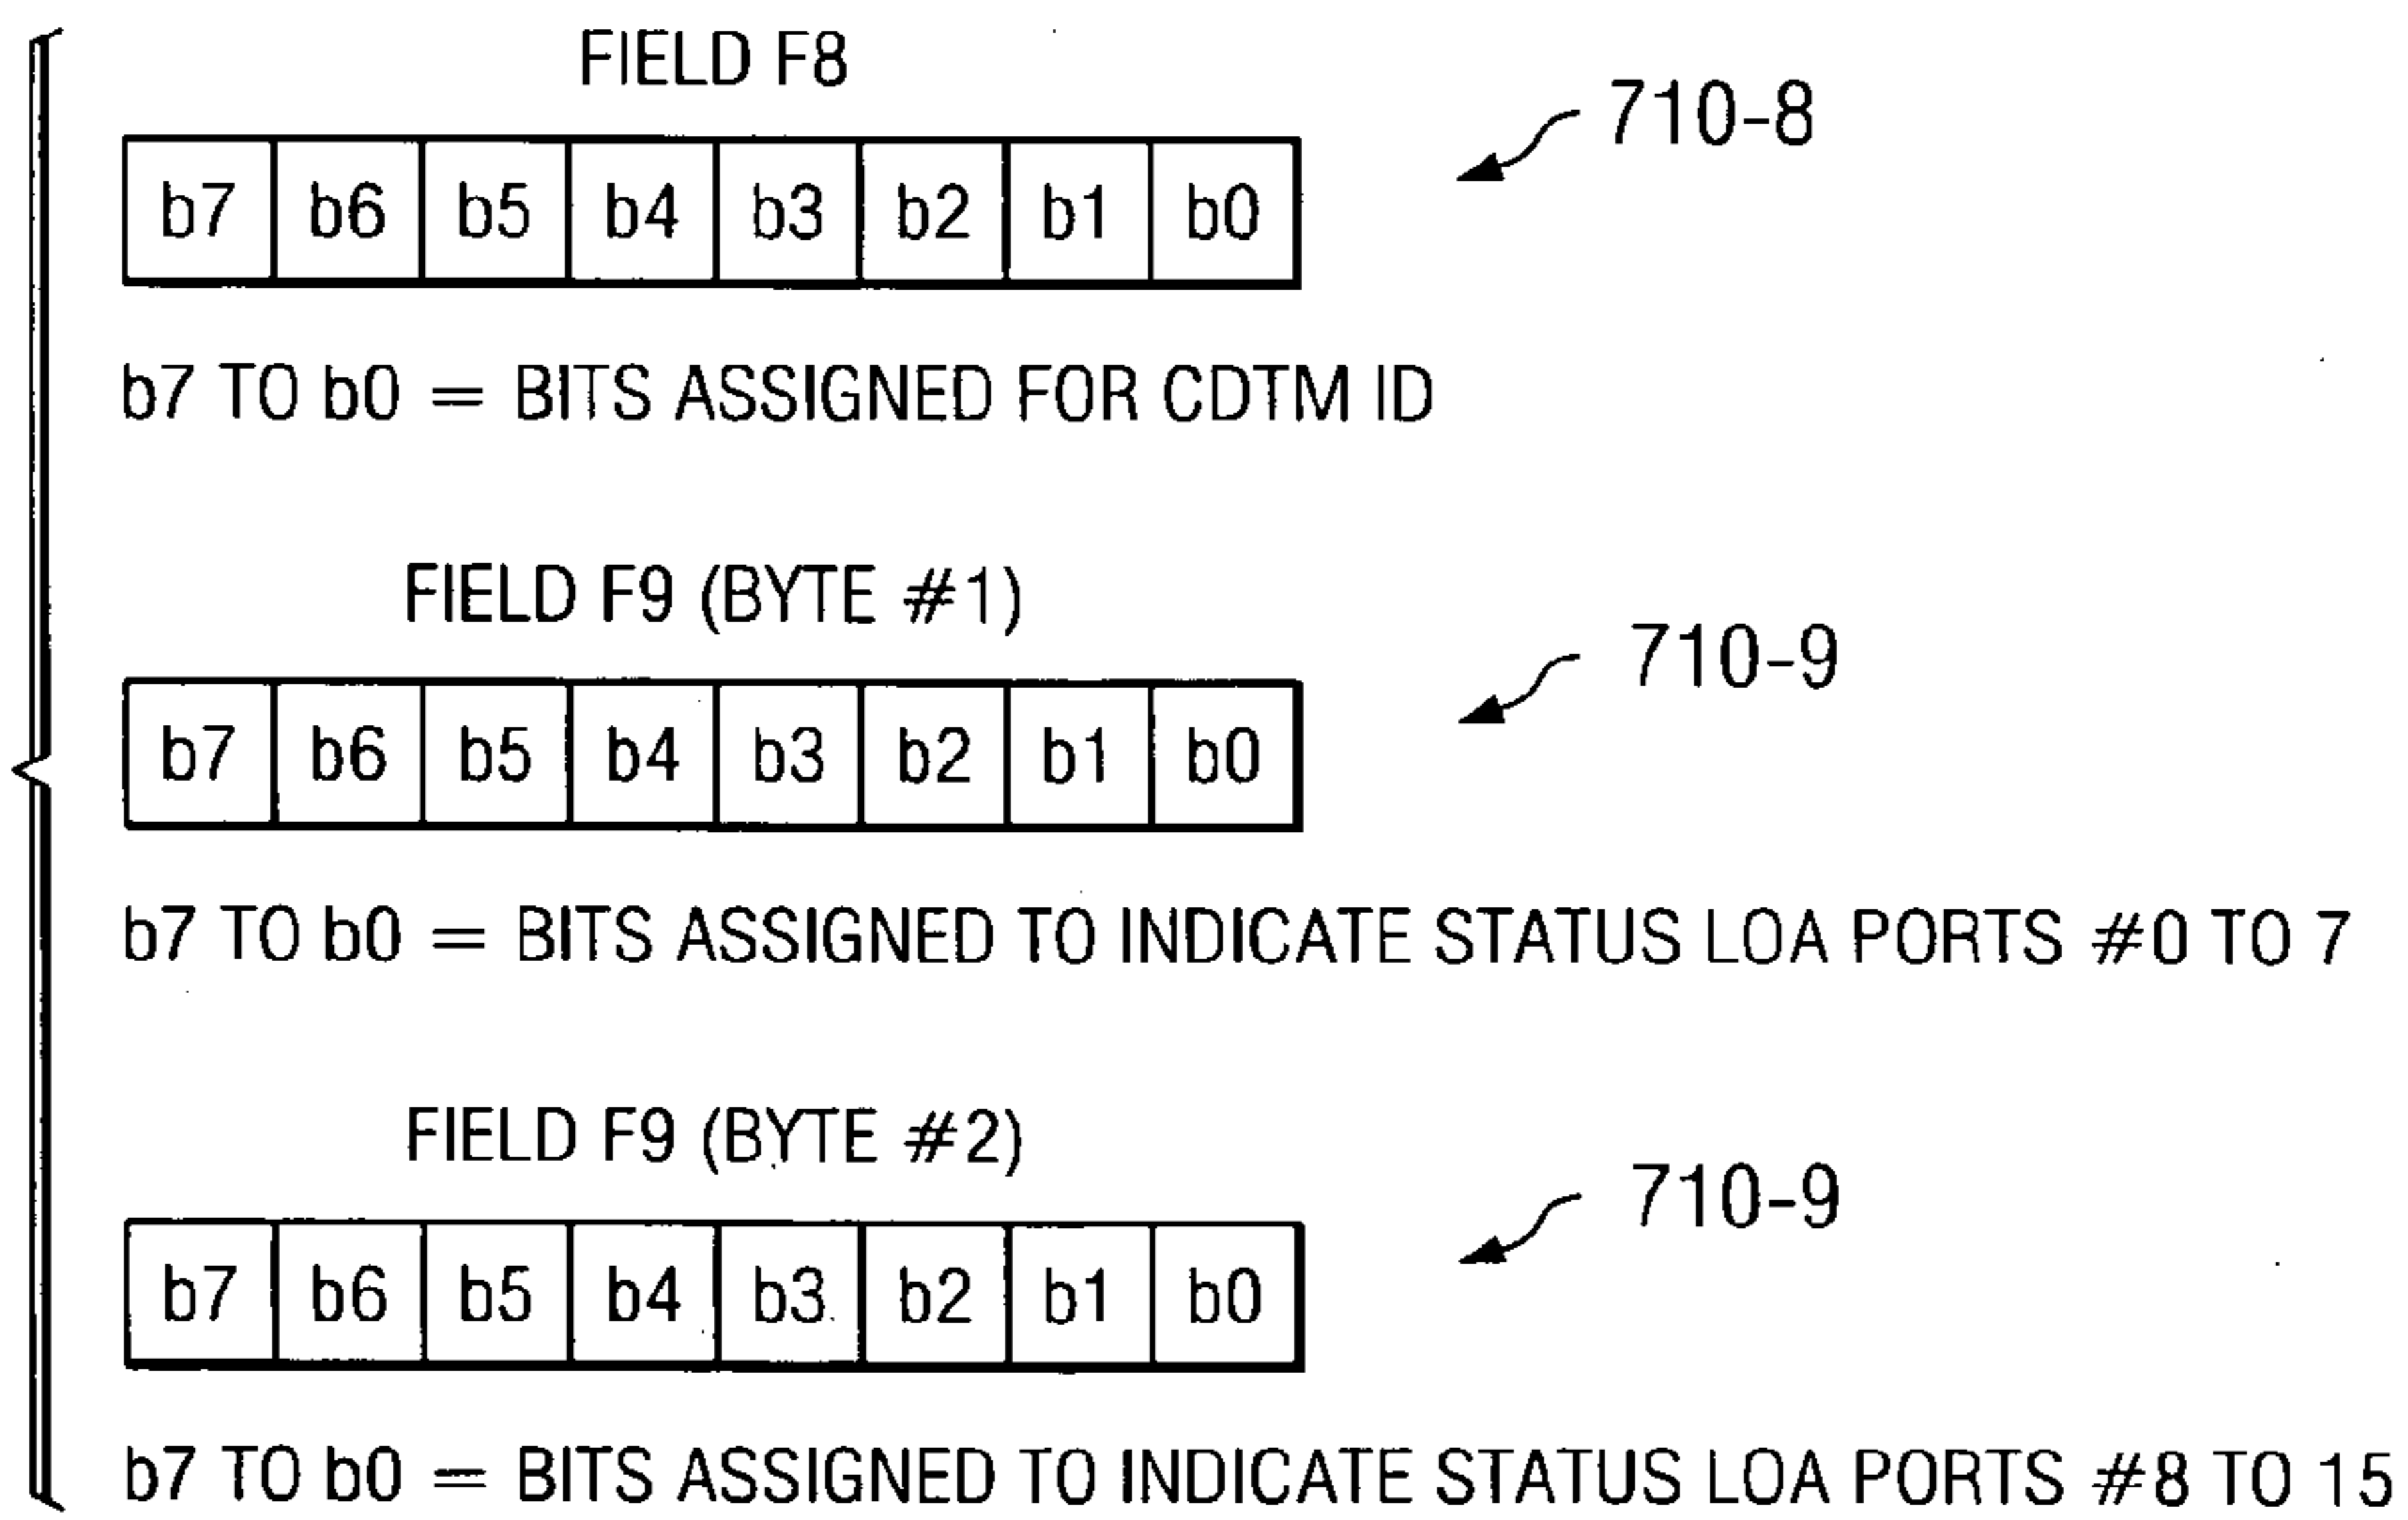 FIELD F8
710-8
b7 b6 b5 b4 b3 b2 b1 b0
b7 TO b0 = BITS ASSIGNED FOR CDTM ID
FIELD F9 (BYTE #1)
710-9
b7 b6 b5 b4 b3 b2 b1 b0
b7 TO b0 = BITS ASSIGNED TO INDICATE STATUS LOA PORTS #0 TO 7
FIELD F9 (BYTE #2)
710-9
b7 b6 b5 b4 b3 b2 b1 b0
b7 TO b0 = BITS ASSIGNED TO INDICATE STATUS LOA PORTS #8 TO 15